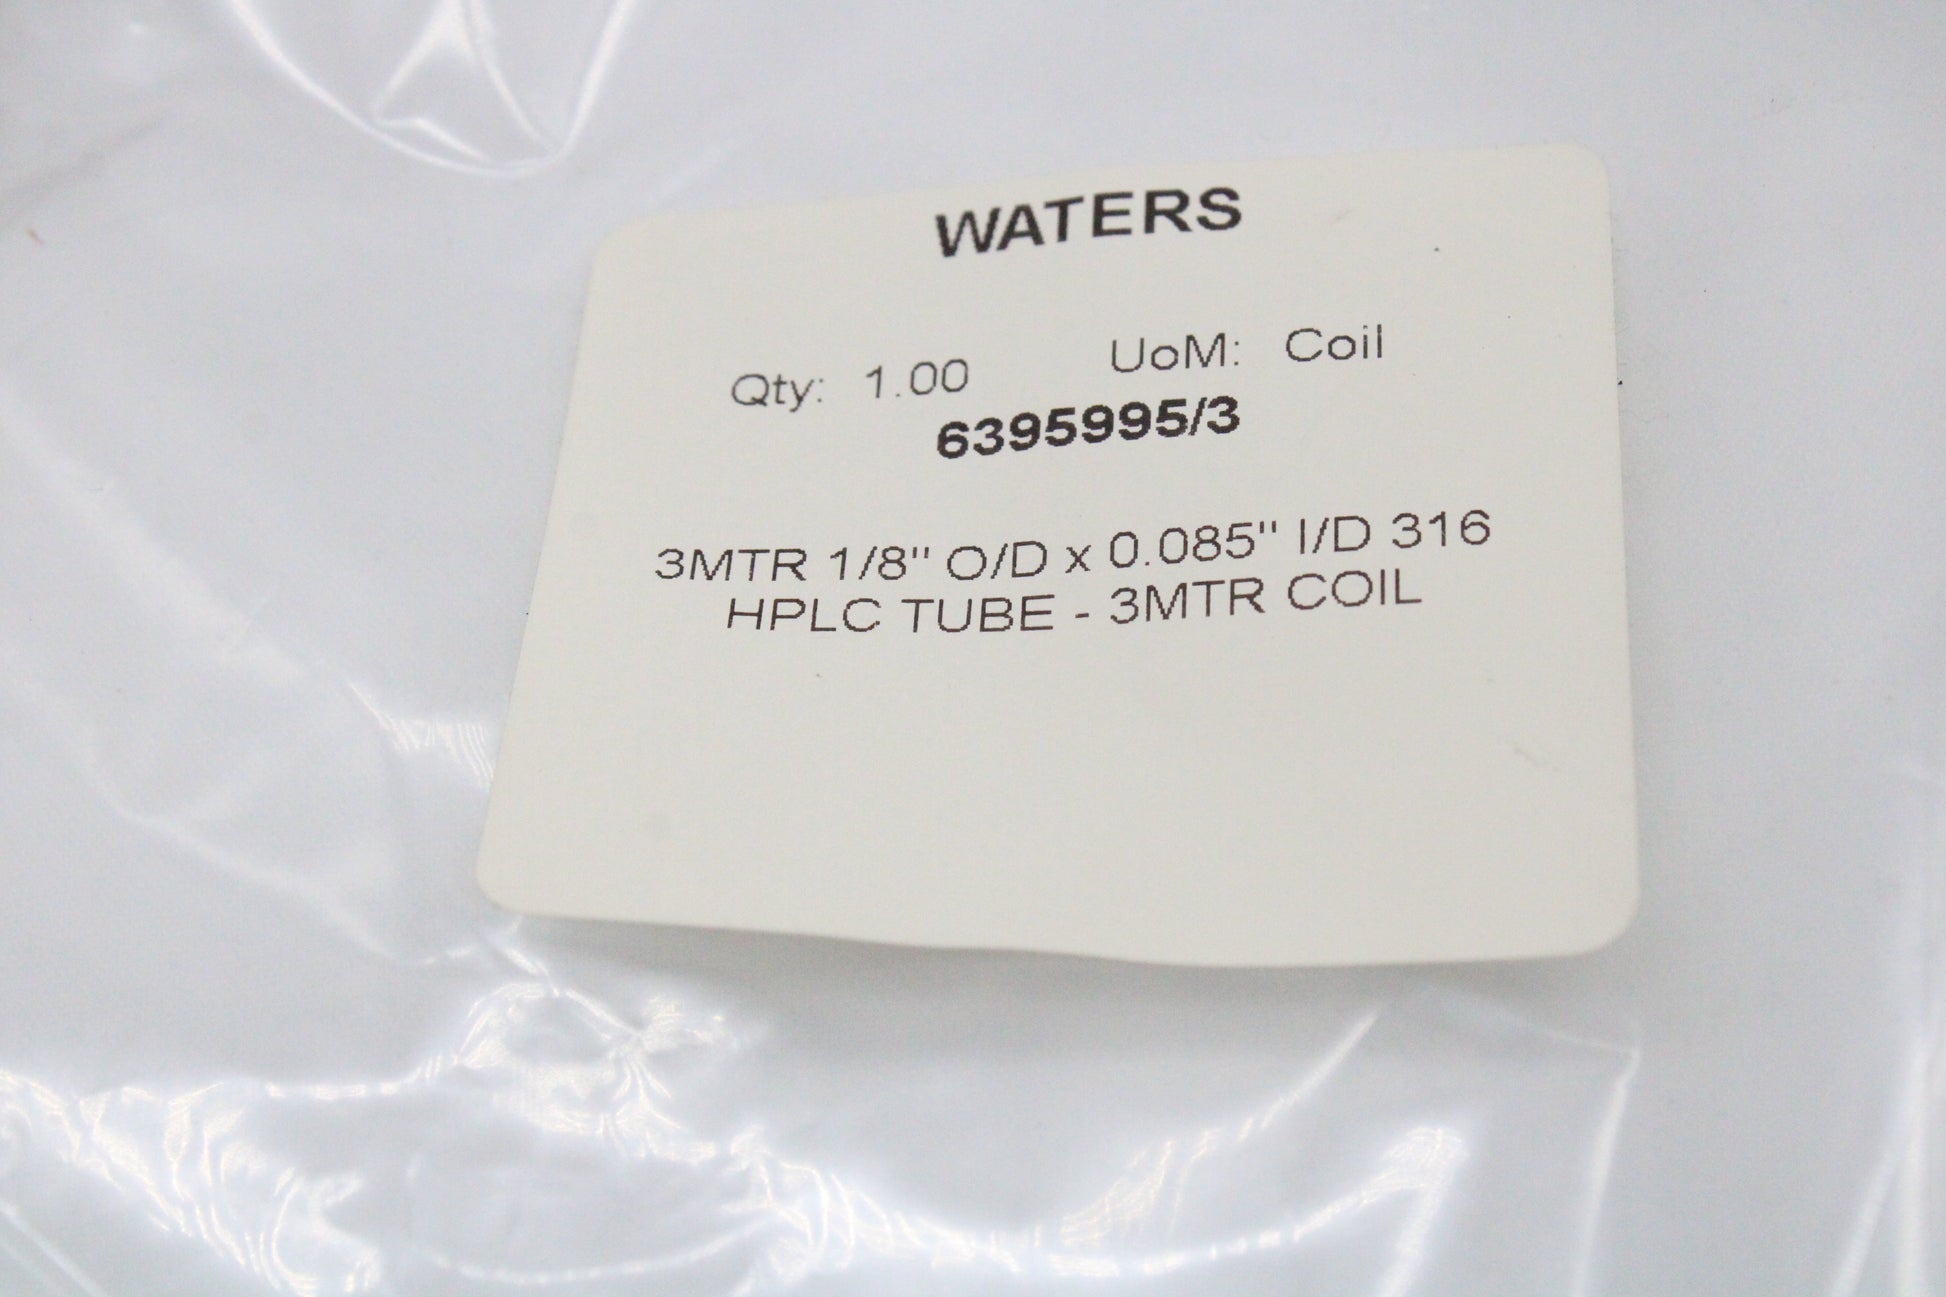 WATERS
Qty: 1.00 UoM: Coil
6395995/3
3MTR 1/8" O/D x 0.085" I/D 316
HPLC TUBE - 3MTR COIL